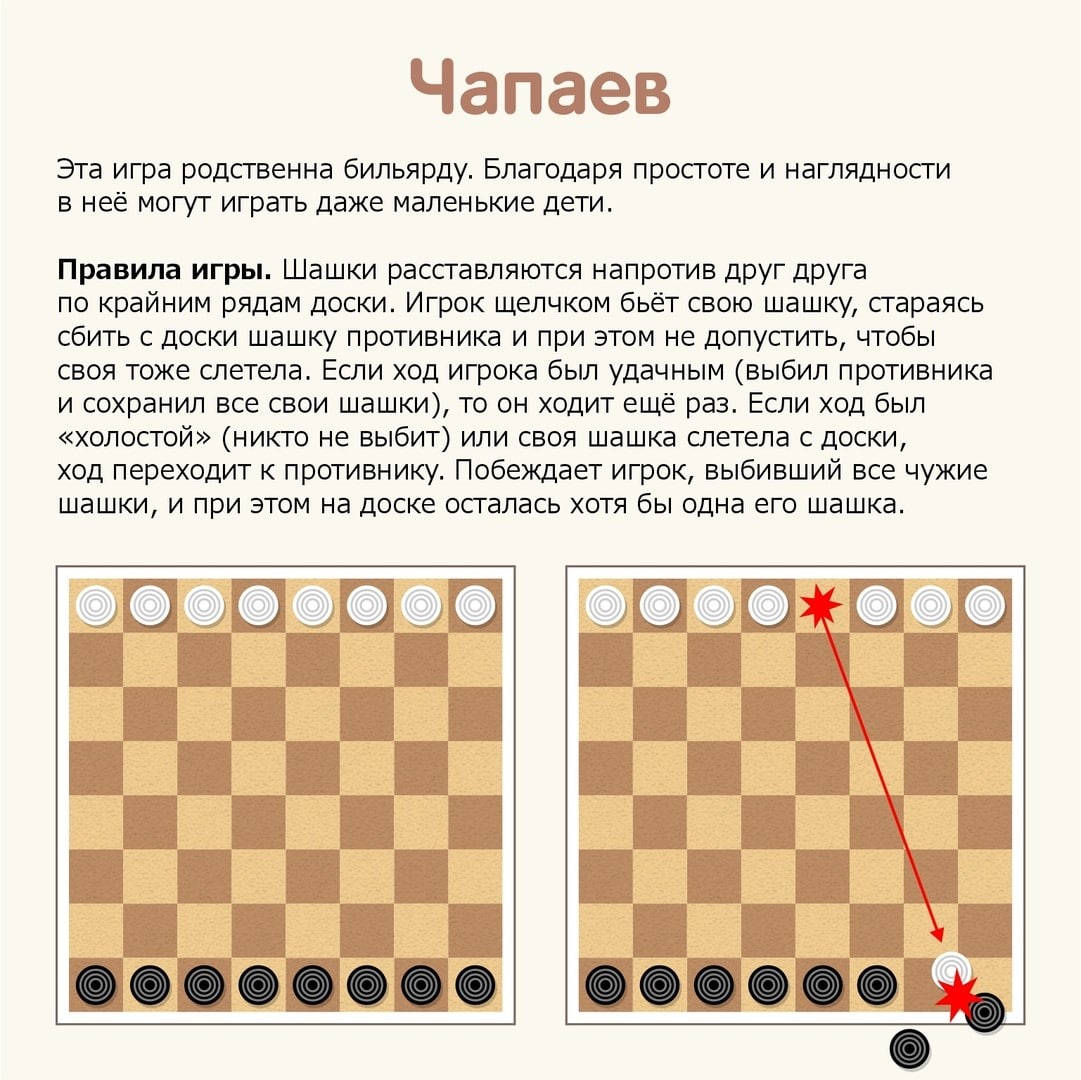 Чапаев
Эта игра родственна бильярду. Благодаря простоте и наглядности
в неё могут играть даже маленькие дети.
Правила игры. Шашки расставляются напротив друг друга
по крайним рядам доски. Игрок щелчком бьёт свою шашку, стараясь
сбить с доски шашку противника и при этом не допустить, чтобы
своя тоже слетела. Если ход игрока был удачным (выбил противника
и сохранил все свои шашки), то он ходит ещё раз. Если ход был
«холостой» (никто не выбит) или своя шашка слетела с доски,
ход переходит к противнику. Побеждает игрок, выбивший все чужие
шашки, и при этом на доске осталась хотя бы одна его шашка.